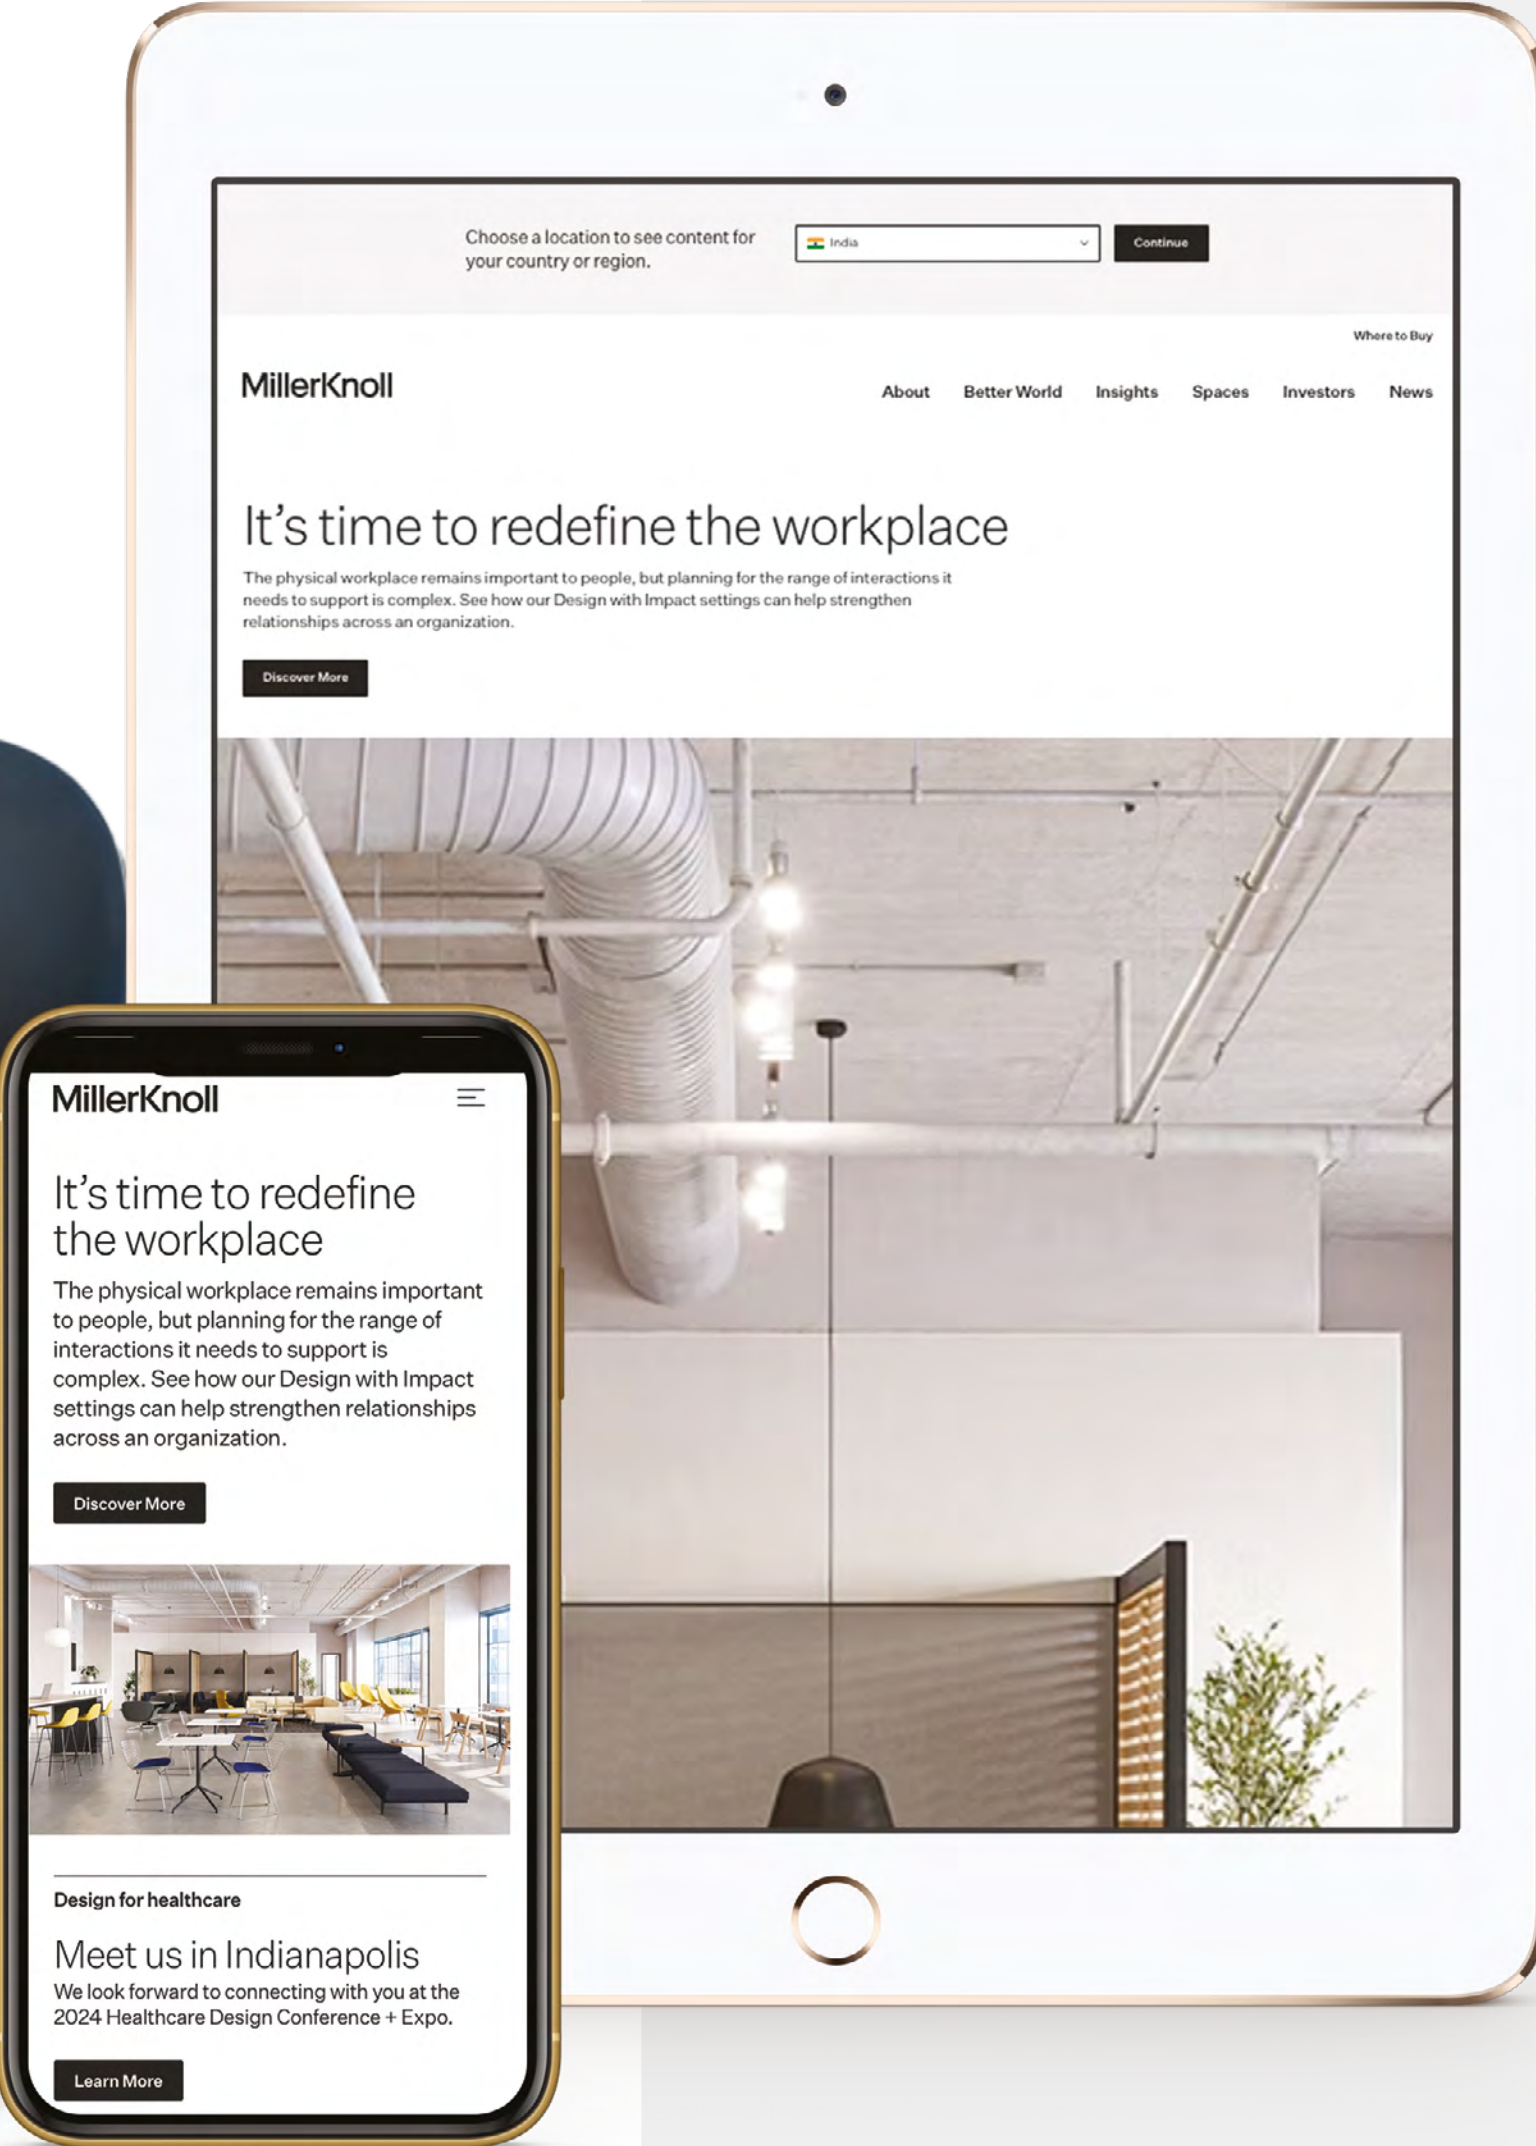 Choose a location to see content for
your country or region.
India
Continue
Where to Buy
MillerKnoll
About Better World Insights Spaces Investors News
It’s time to redefine the workplace
The physical workplace remains important to people, but planning for the range of interactions it
needs to support is complex. See how our Design with Impact settings can help strengthen
relationships across an organization.
Discover More
MillerKnoll
It’s time to redefine
the workplace
The physical workplace remains important
to people, but planning for the range of
interactions it needs to support is
complex. See how our Design with Impact
settings can help strengthen relationships
across an organization.
Discover More
Design for healthcare
Meet us in Indianapolis
We look forward to connecting with you at the
2024 Healthcare Design Conference + Expo.
Learn More